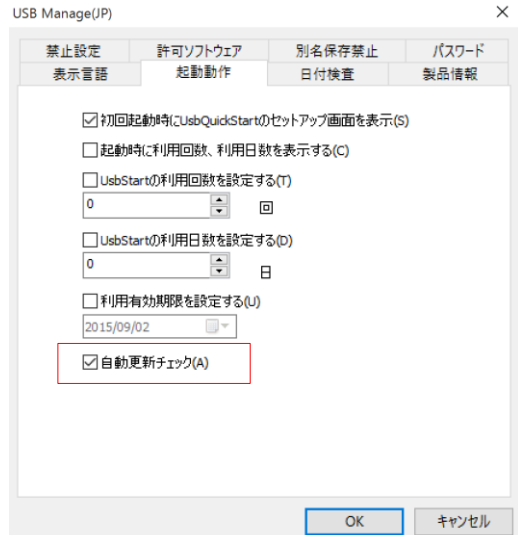 USB Manage(JP)
禁止設定 許可ソフトウェア 別名保存禁止 パスワード
表示言語 起動動作 日付検査 製品情報
初回起動時にUsbQuickStartのセットアップ画面を表示(S)
起動時に利用回数、利用日数を表示する(C)
UsbStartの利用回数を設定する(T)
0 回
UsbStartの利用日数を設定する(D)
0 日
利用有効期限を設定する(U)
2015/09/02
自動更新チェック(A)
OK キャンセル